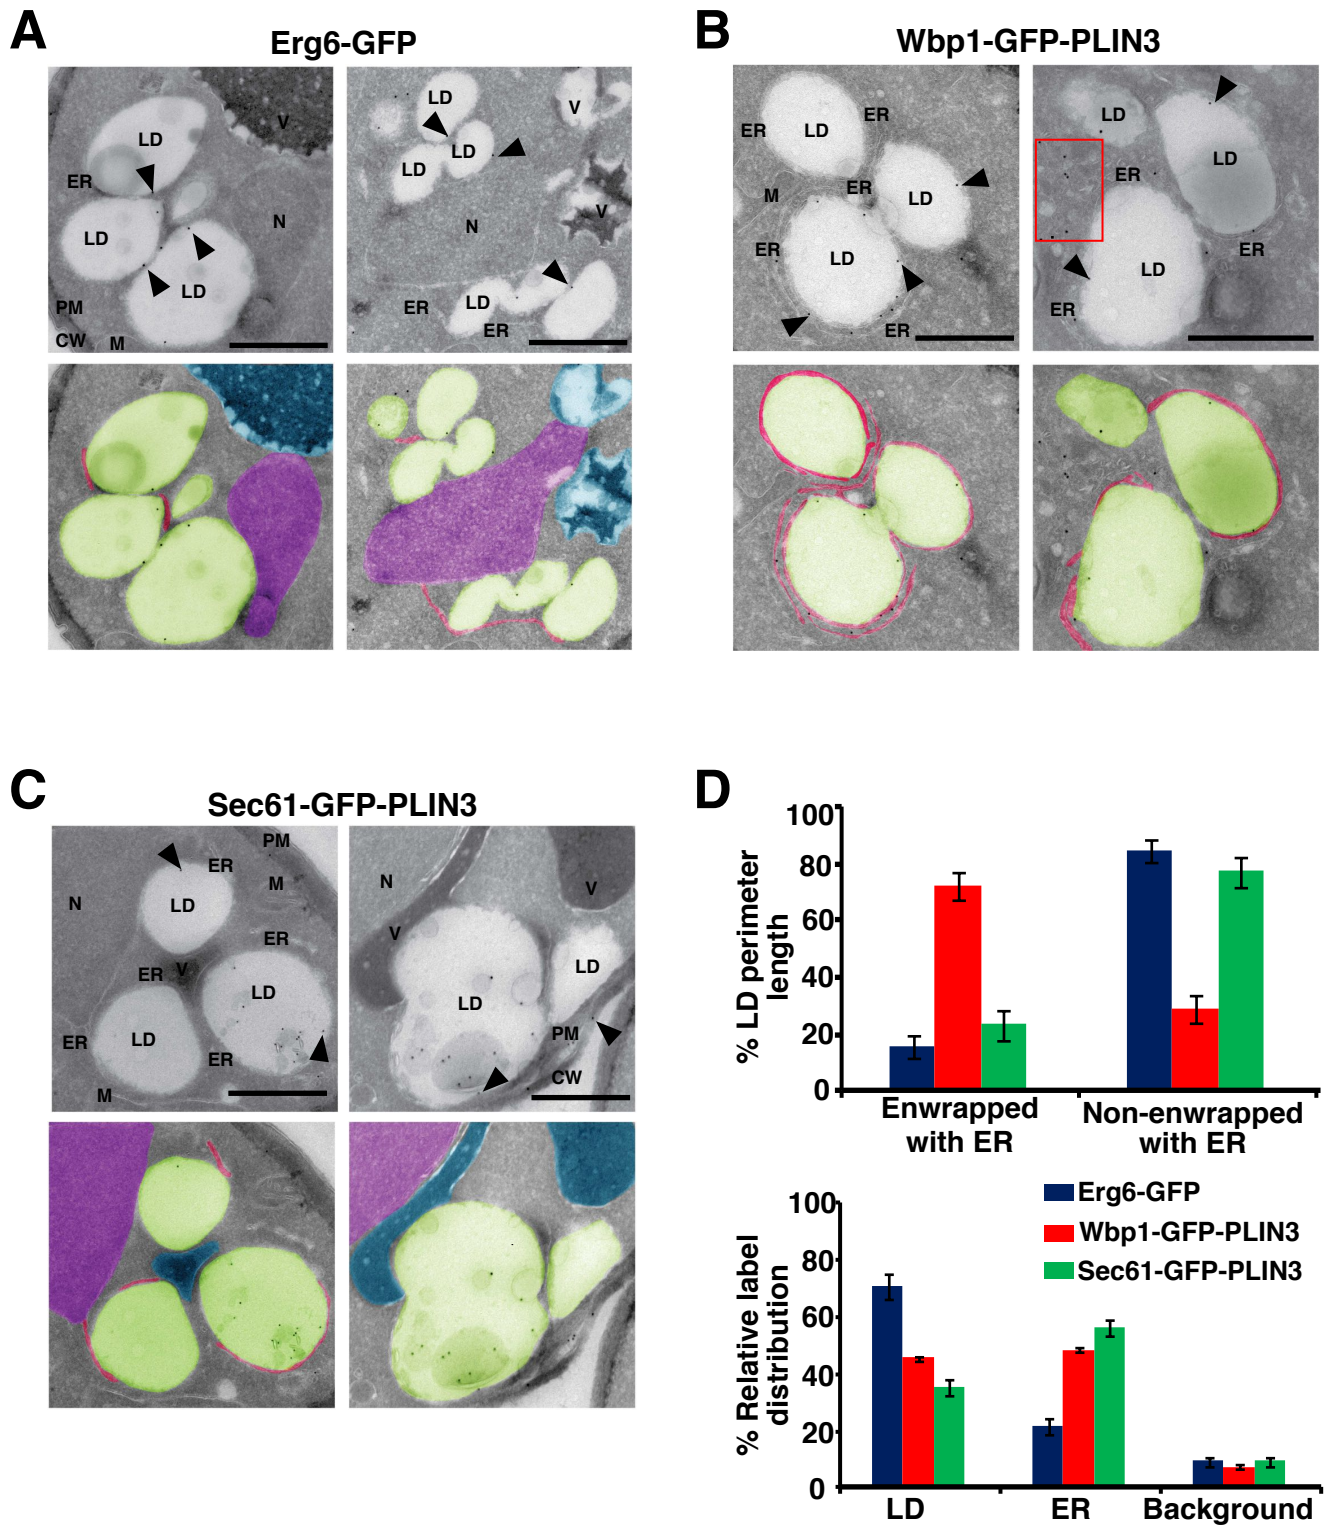 A
Erg6-GFP
LD
V
ER
LD
N
LD
PM
CW
M
LD
V
LD
LD
V
N
ER
LD
ER
B
Wbp1-GFP-PLIN3
ER
LD
ER
M
ER
LD
ER
LD
ER
LD
ER
LD
ER
LD
ER
C
Sec61-GFP-PLIN3
PM
ER
M
N
LD
ER
ER
V
LD
ER
LD
ER
M
N
V
V
LD
LD
PM
CW
D
% LD perimeter
length
100
80
60
40
20
0
Enwrapped
with ER
Non-enwrapped
with ER
% Relative label
distribution
100
80
60
40
20
0
Erg6-GFP
Wbp1-GFP-PLIN3
Sec61-GFP-PLIN3
LD
ER
Background